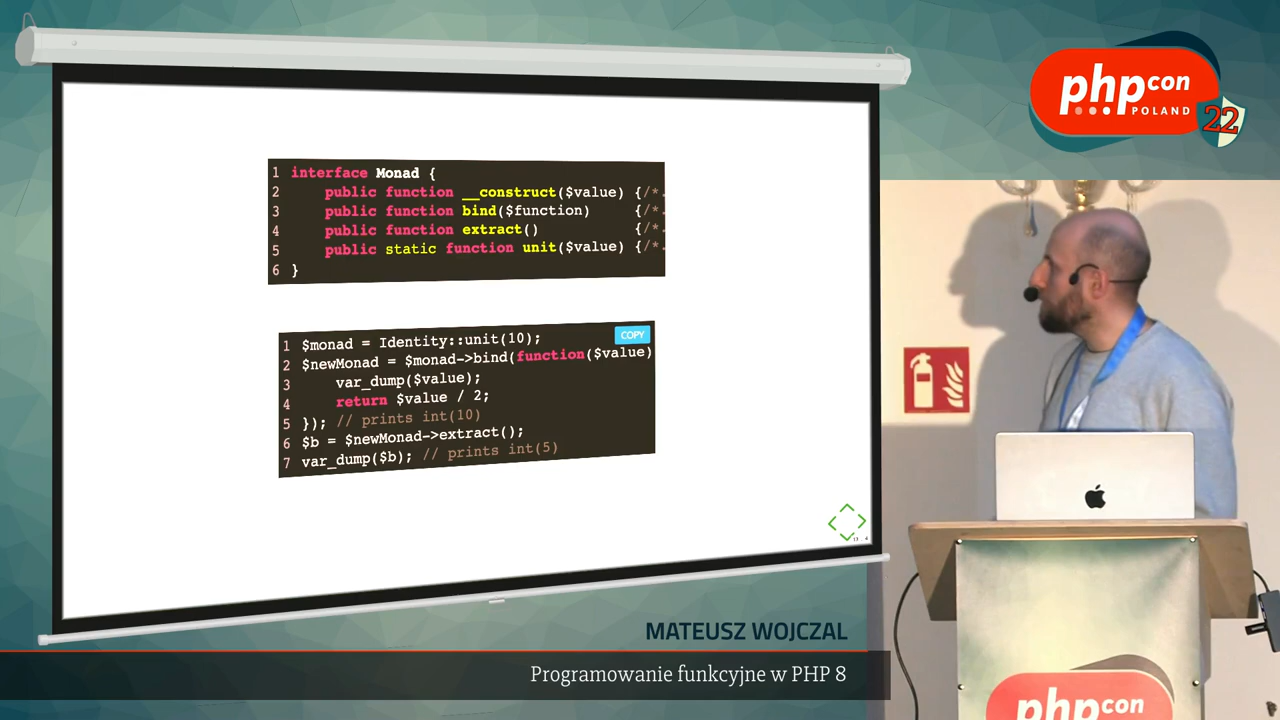 1 interface Monad {
2 public function __construct($value) {/*.
3 public function bind($function) {/*.
4 public function extract() {/*.
5 public static function unit($value) {/*.
6 }
COPY
1 $monad = Identity::unit(10);
2 $newMonad = $monad->bind(function($value)
3 var_dump($value);
4 return $value / 2;
5 }); // prints int(10)
6 $b = $newMonad->extract();
7 var_dump($b); // prints int(5)
phpcon
POLAND
22
MATEUSZ WOJCZAL
Programowanie funkcyjne w PHP 8
phpcon